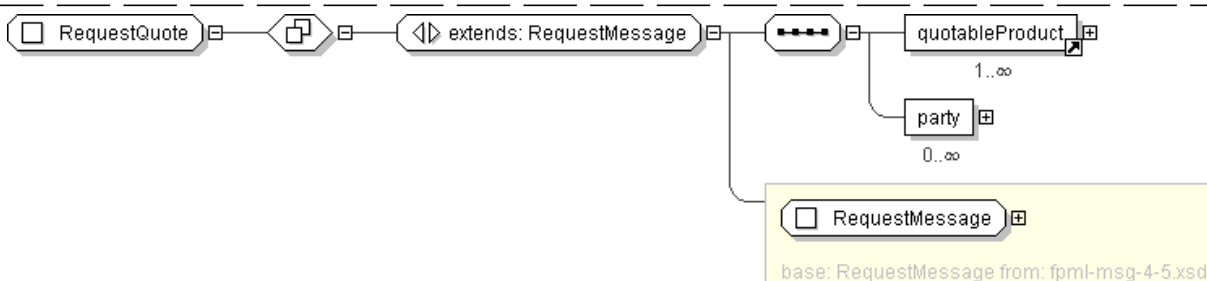 RequestQuote
extends: RequestMessage
quotableProduct
1..∞
party
0..∞
RequestMessage
base: RequestMessage from: fpml-msg-4-5.xsd